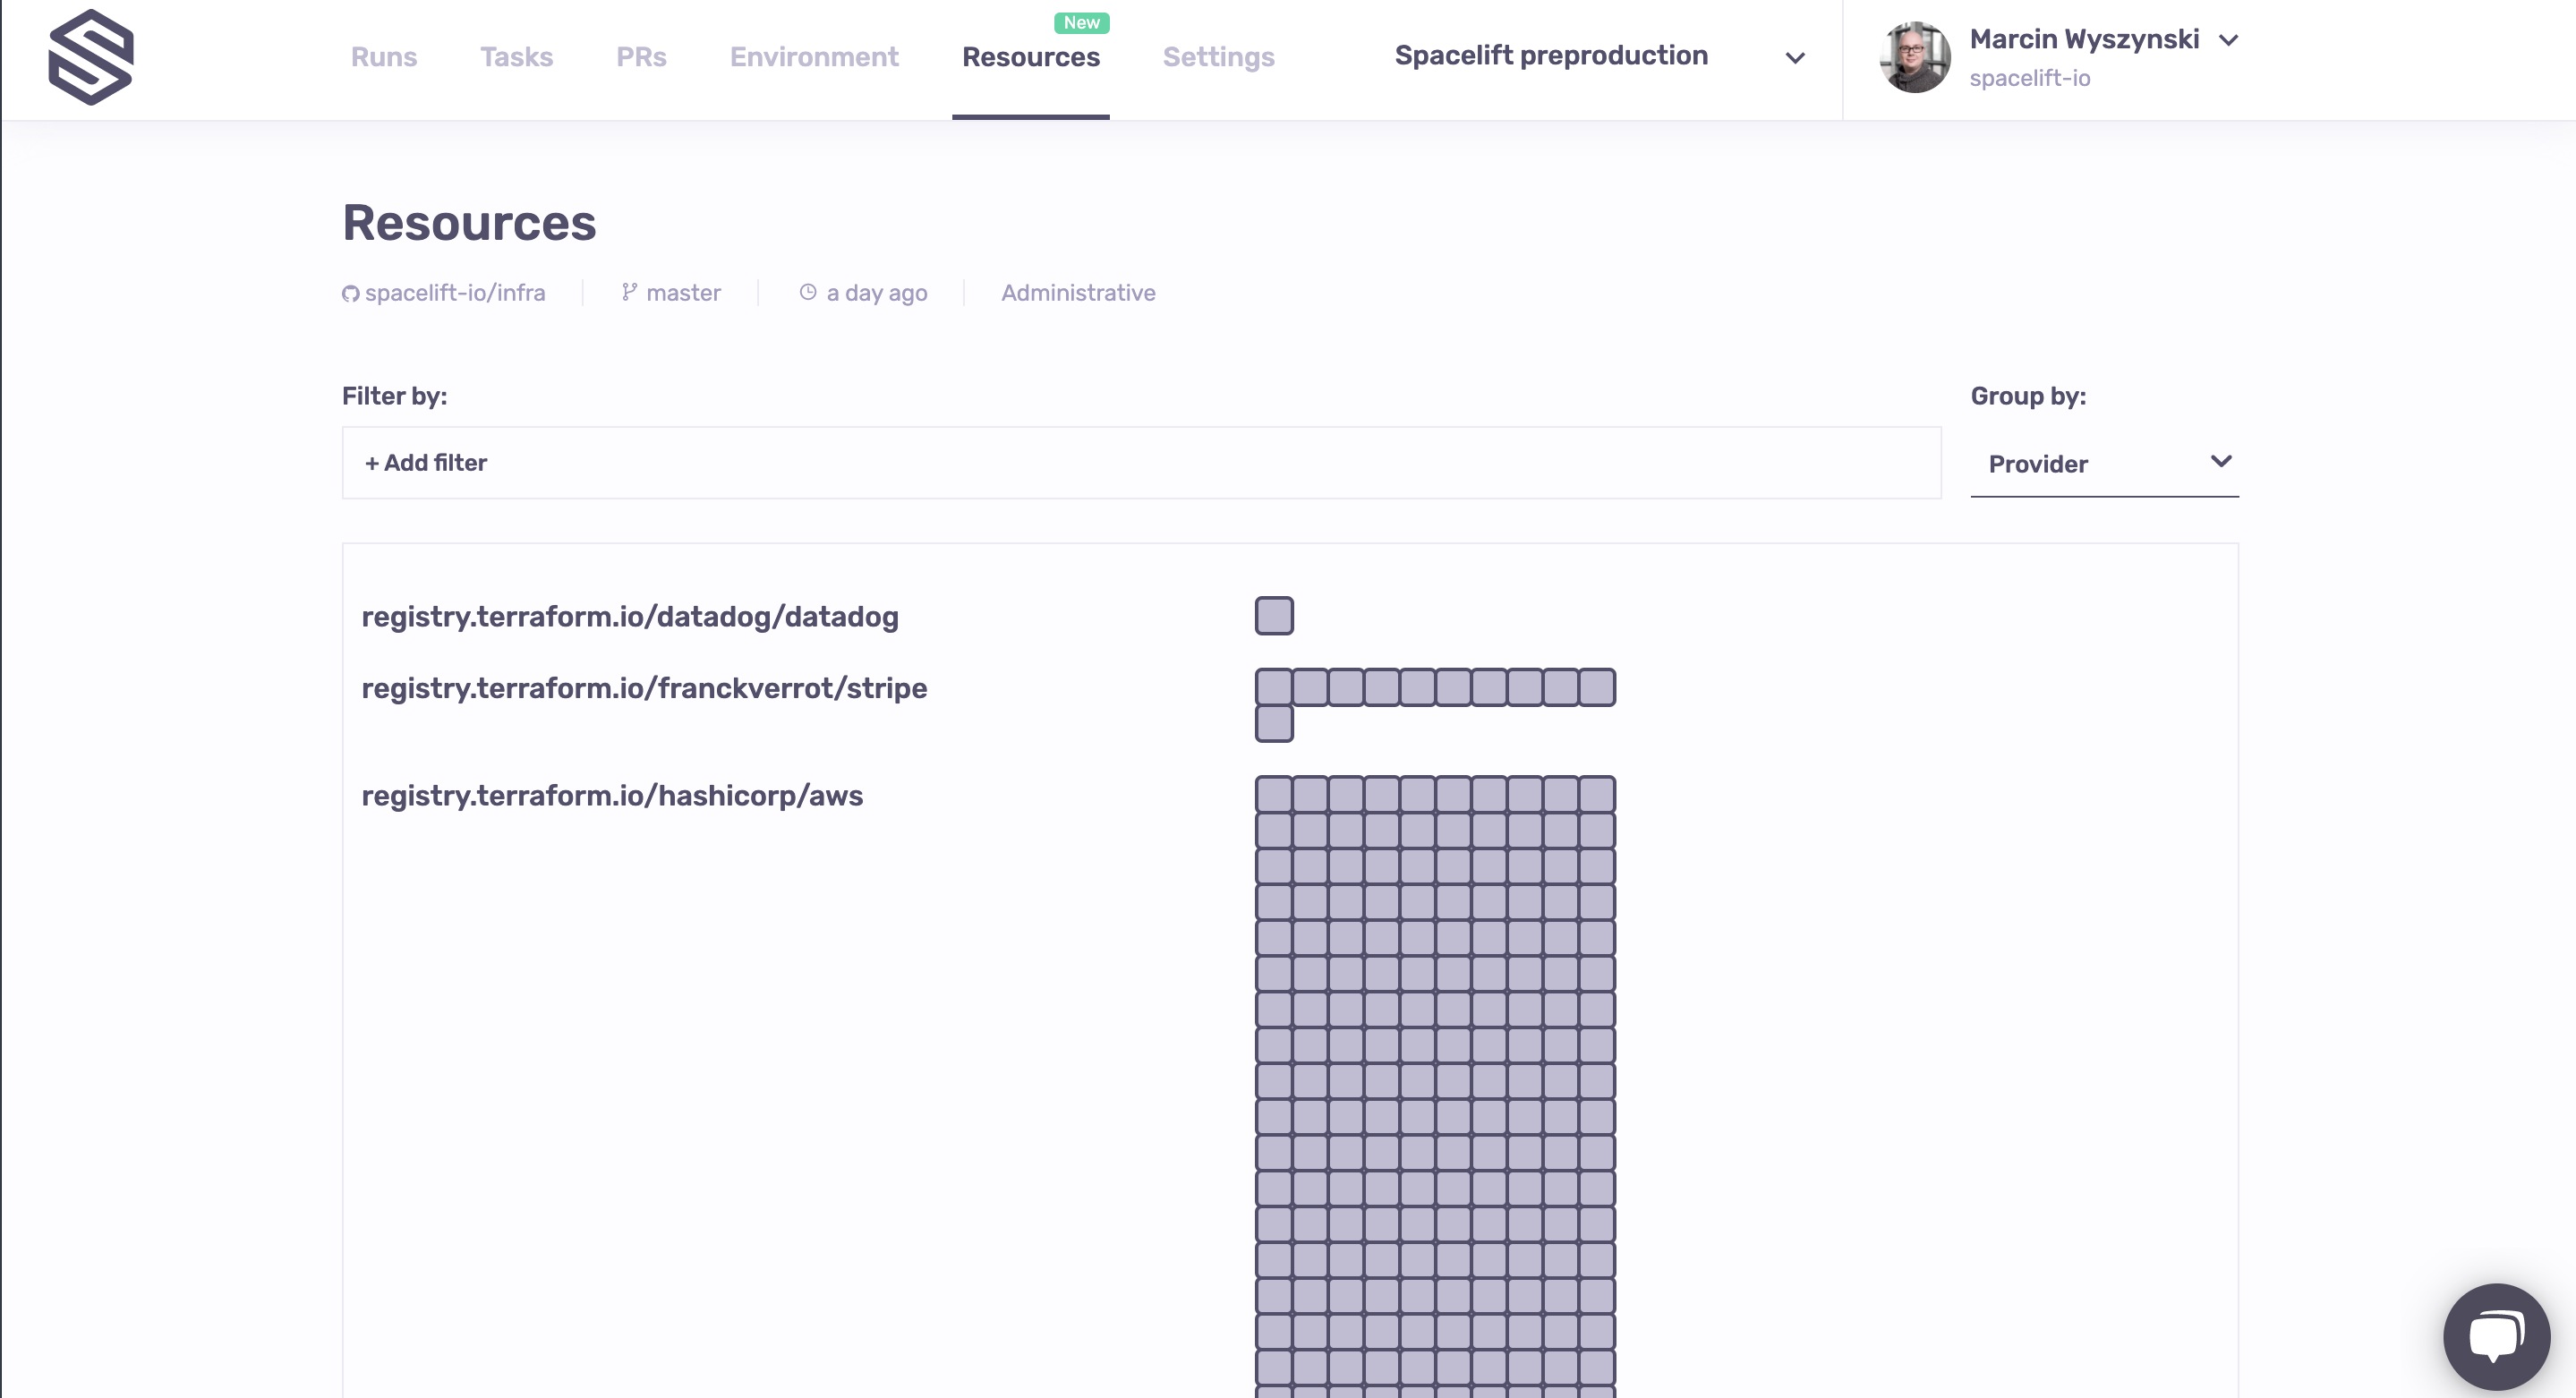 New
Runs Tasks PRs Environment Resources Settings Spacelift preproduction Marcin Wyszynski
spacelift-io
Resources
spacelift-io/infra master a day ago Administrative
Filter by: Group by:
+ Add filter Provider
registry.terraform.io/datadog/datadog
registry.terraform.io/franckverrot/stripe
registry.terraform.io/hashicorp/aws